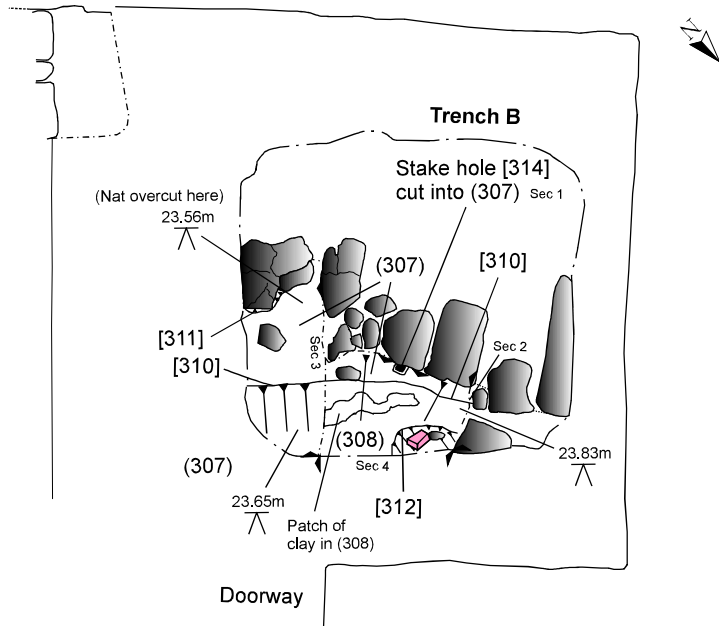 N
Trench B
Stake hole [314]
cut into (307)
Sec 1
(Nat overcut here)
23.56m
(307)
[310]
[311]
Sec 3
Sec 2
[310]
(308)
(307)
Sec 4
23.83m
23.65m
[312]
Patch of
clay in (308)
Doorway